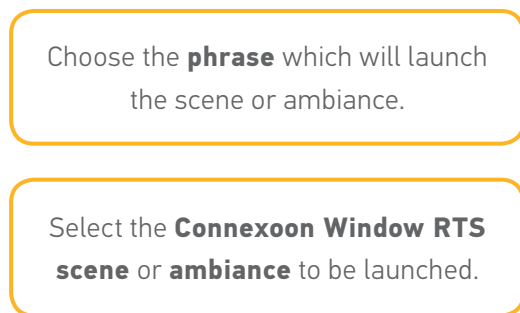 Choose the phrase which will launch
the scene or ambiance.
Select the Connexoon Window RTS
scene or ambiance to be launched.